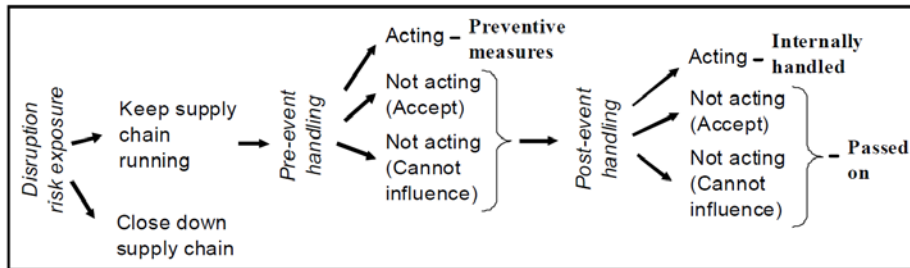 Disruption
risk exposure
Keep supply
chain
running
Close down
supply chain
Pre-event
handling
Acting – Preventive
measures
Not acting
(Accept)
Not acting
(Cannot
influence)
Post-event
handling
Acting – Internally
handled
Not acting
(Accept)
Not acting
(Cannot
influence)
– Passed
on